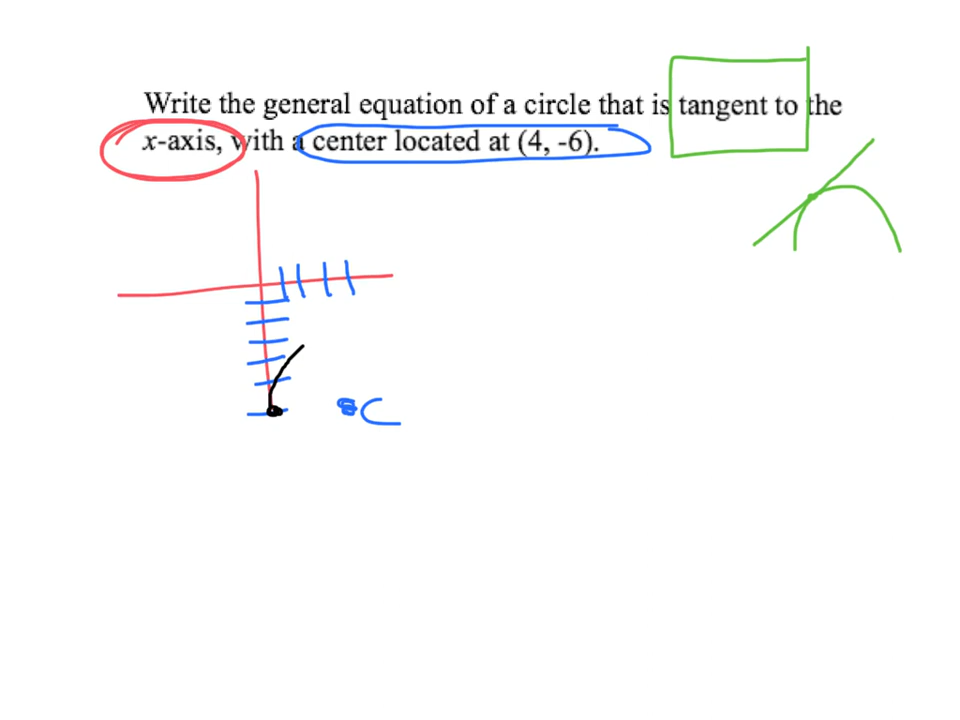 Write the general equation of a circle that is tangent to the
x-axis, with a center located at (4, -6).
C